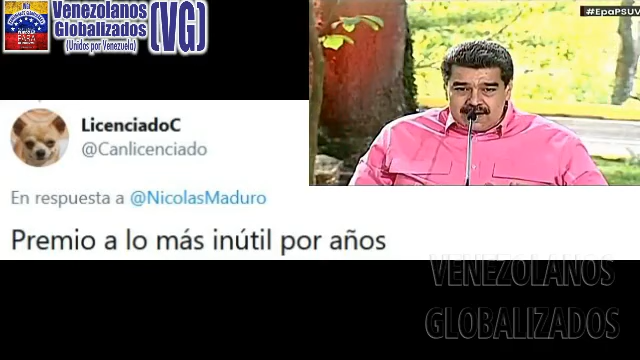 Venezolanos
Globalizados
(Unidos por Venezuela)
(VG)
#EpaPSUV
LicenciadoC
@Canlicenciado
En respuesta a @NicolasMaduro
Premio a lo más inútil por años
VENEZOLANOS
GLOBALIZADOS